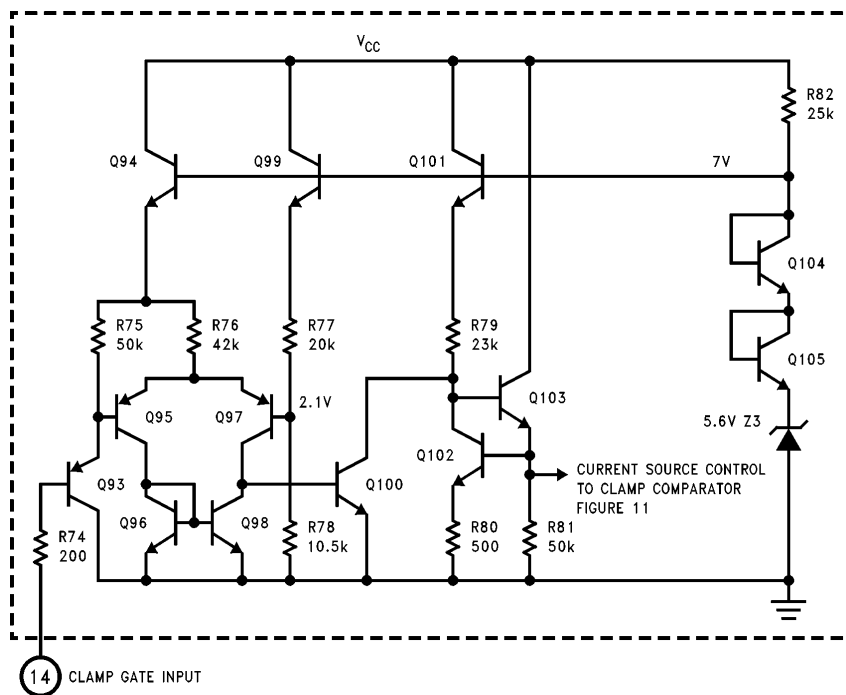 VCC
R82
25k
Q94
Q99
Q101
7V
Q104
R75
50k
R76
42k
R77
20k
R79
23k
Q105
Q95
Q97
2.1V
Q103
5.6V Z3
Q93
Q102
Q100
CURRENT SOURCE CONTROL
TO CLAMP COMPARATOR
FIGURE 11
Q96
Q98
R74
200
R78
10.5k
R80
500
R81
50k
14 CLAMP GATE INPUT